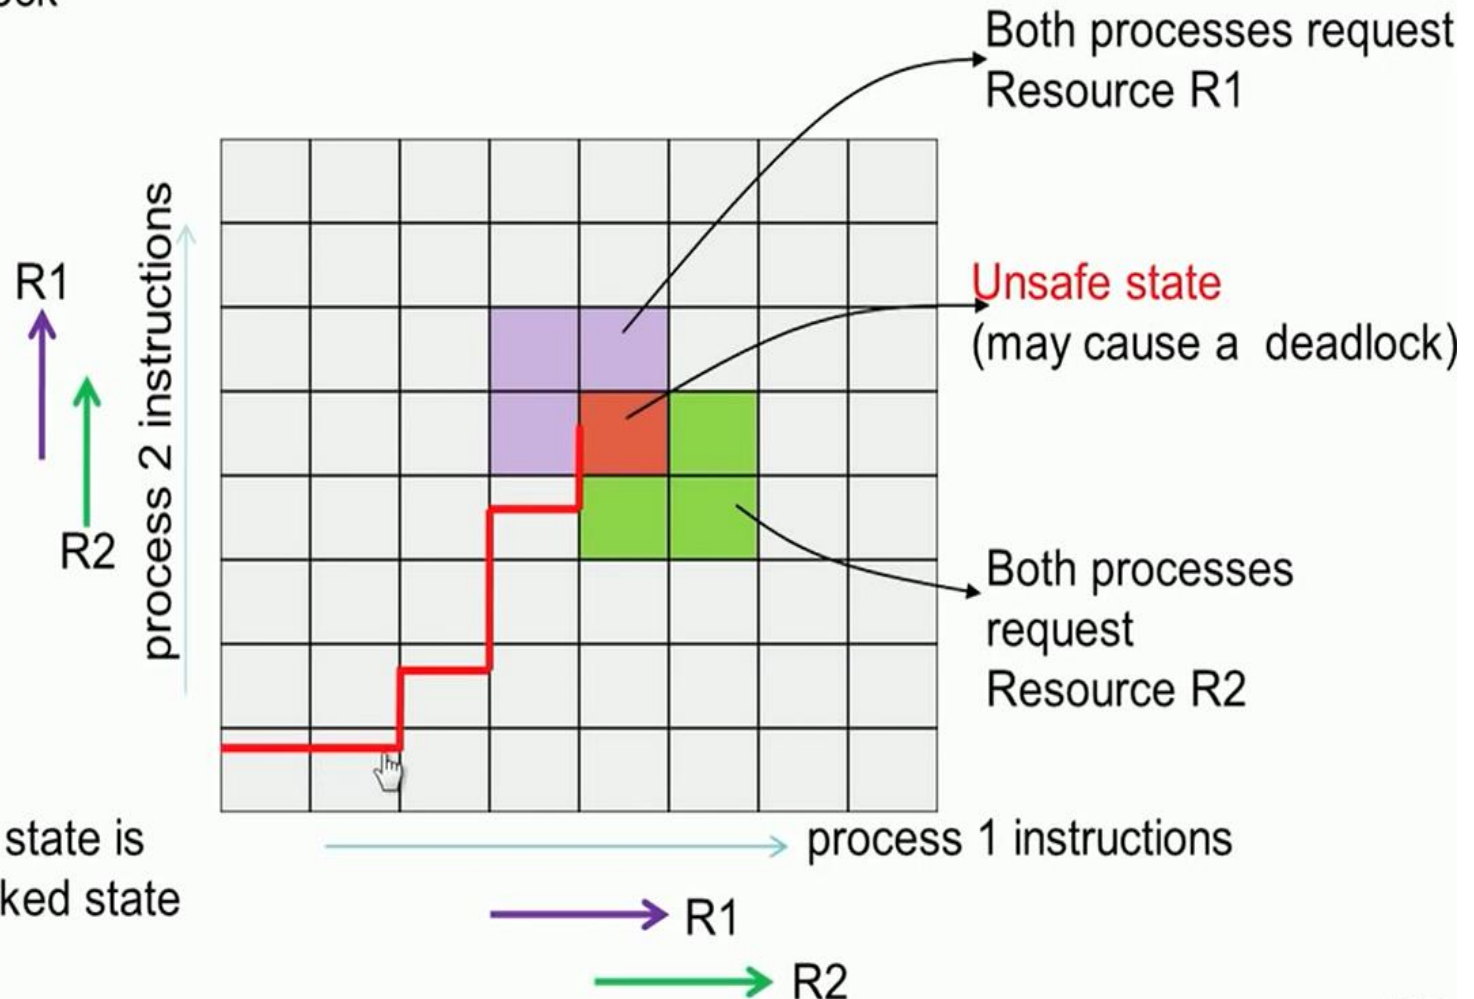 Both processes request
Resource R1
Unsafe state
(may cause a deadlock)
R1
R2
process 2 instructions
Both processes
request
Resource R2
state is
ked state
process 1 instructions
R1
R2